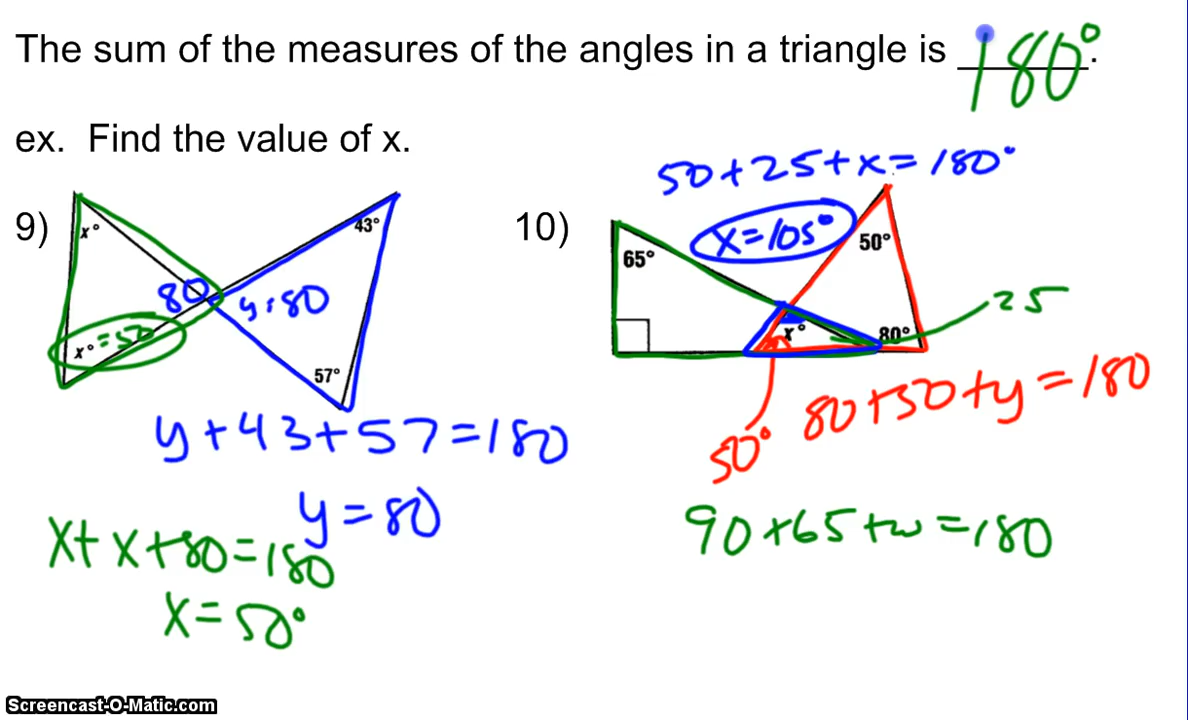 The sum of the measures of the angles in a triangle is 180°.
ex. Find the value of x.
50+25+x=180°
9)
x°
43°
10)
65°
x=105°
50°
80
y=80
25
x°=50
57°
x°
80°
y+43+57=180
50°
80+50+y=180
y=80
x+x+80=180
90+65+w=180
x=50°
Screencast-O-Matic.com